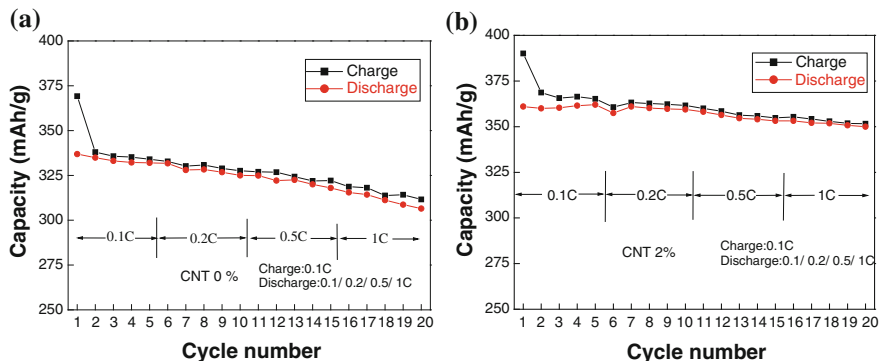 (a)
400
375
350
325
300
275
250
Capacity (mAh/g)
Charge
Discharge
0.1C
0.2C
0.5C
1C
CNT 0 %
Charge:0.1C
Discharge:0.1/ 0.2/ 0.5/ 1C
1 2 3 4 5 6 7 8 9 10 11 12 13 14 15 16 17 18 19 20
Cycle number
(b)
400
375
350
325
300
275
250
Capacity (mAh/g)
Charge
Discharge
0.1C
0.2C
0.5C
1C
CNT 2%
Charge:0.1C
Discharge:0.1/ 0.2/ 0.5/ 1C
1 2 3 4 5 6 7 8 9 10 11 12 13 14 15 16 17 18 19 20
Cycle number